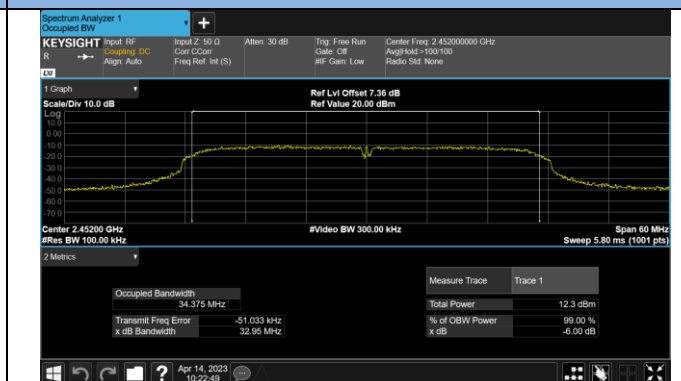 Spectrum Analyzer 1
Occupied BW
KEYSIGHT Input: RF Input Z: 50 Ω Atten: 30 dB Trig: Free Run Center Freq: 2.452000000 GHz
R Coupling: DC Corr CCorr Gate: Off Avg|Hold:>100/100
Align: Auto Freq Ref: Int (S) #IF Gain: Low Radio Std: None
LXI
1 Graph
Ref Lvl Offset 7.36 dB
Scale/Div 10.0 dB Ref Value 20.00 dBm
Log
10.0
0.00
-10.0
-20.0
-30.0
-40.0
-50.0
-60.0
-70.0
Center 2.45200 GHz #Video BW 300.00 kHz Span 60 MHz
#Res BW 100.00 kHz Sweep 5.80 ms (1001 pts)
2 Metrics
Measure Trace Trace 1
Occupied Bandwidth
34.375 MHz Total Power 12.3 dBm
Transmit Freq Error -51.033 kHz % of OBW Power 99.00 %
x dB Bandwidth 32.95 MHz x dB -6.00 dB
? Apr 14, 2023
10:22:49